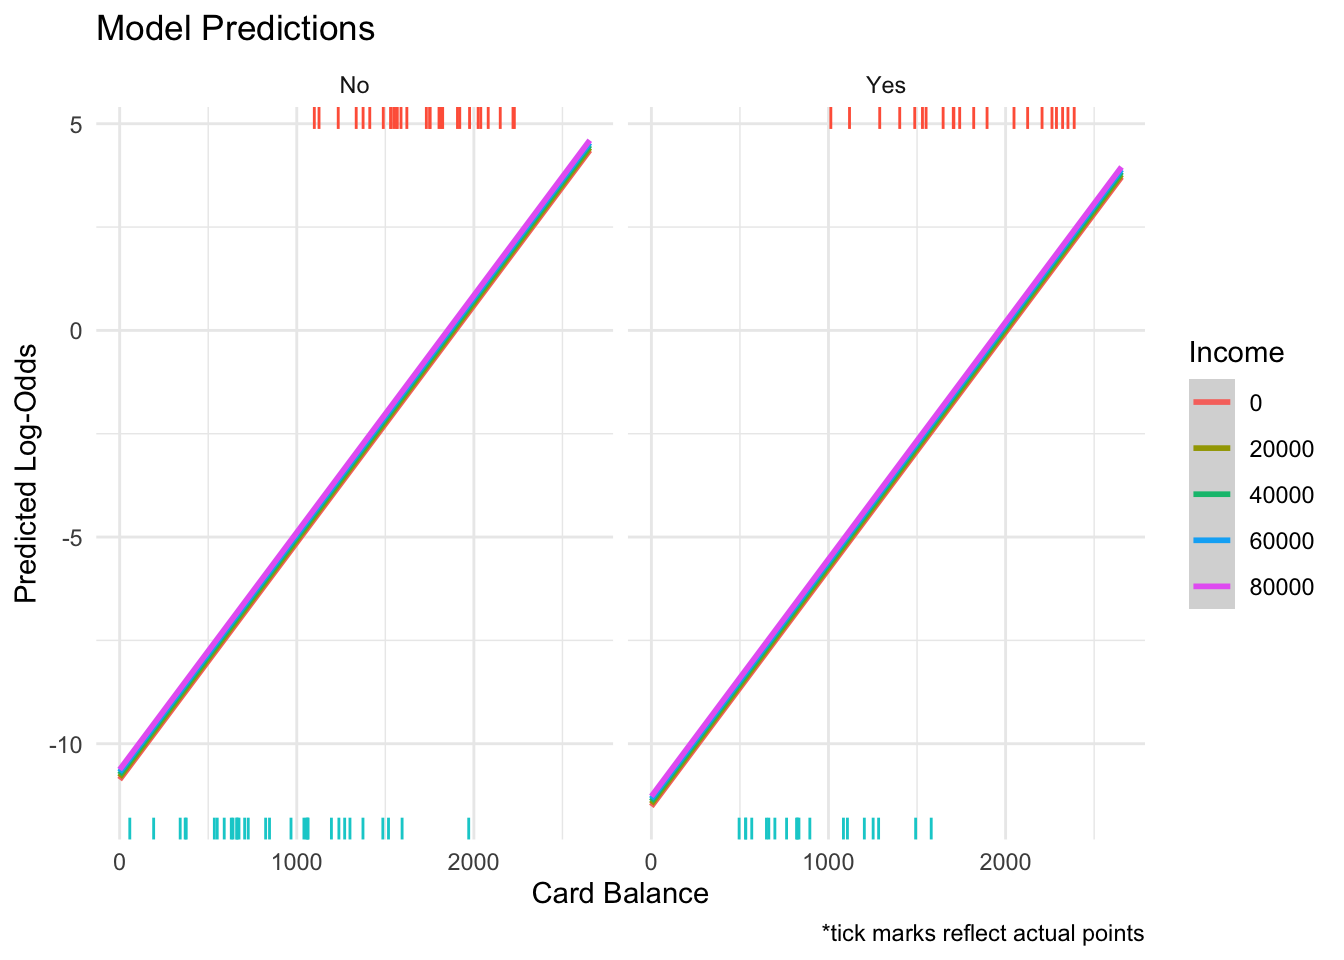 Model Predictions
No
Yes
5
0
-5
-10
Predicted Log-Odds
0
1000
2000
0
1000
2000
Card Balance
Income
0
20000
40000
60000
80000
*tick marks reflect actual points